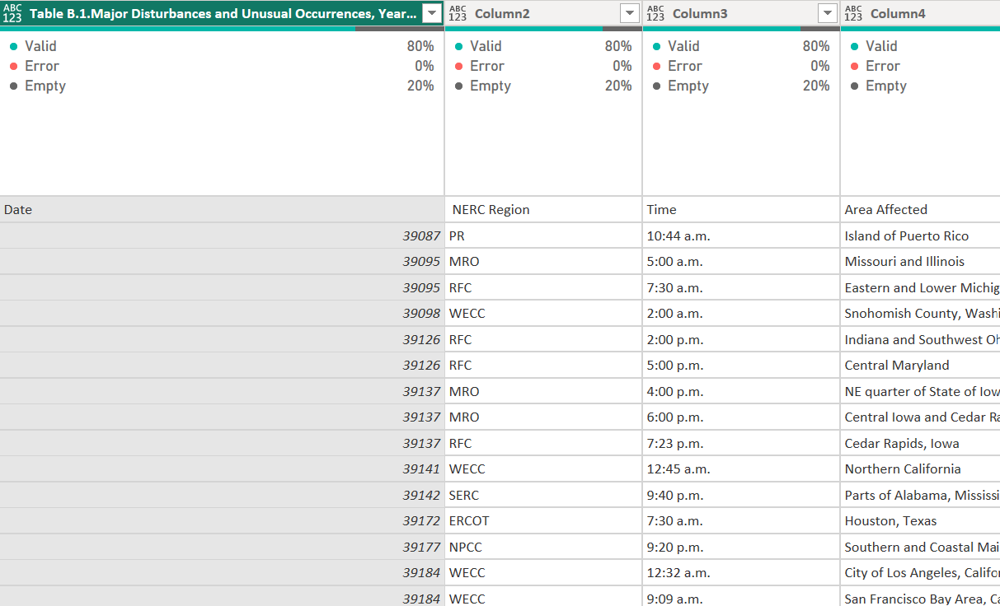 ABC 123 Table B.1.Major Disturbances and Unusual Occurrences, Year... ABC 123 Column2 ABC 123 Column3 ABC 123 Column4
Valid 80% Valid 80% Valid 80% Valid
Error 0% Error 0% Error 0% Error
Empty 20% Empty 20% Empty 20% Empty
Date NERC Region Time Area Affected
39087 PR 10:44 a.m. Island of Puerto Rico
39095 MRO 5:00 a.m. Missouri and Illinois
39095 RFC 7:30 a.m. Eastern and Lower Michig
39098 WECC 2:00 a.m. Snohomish County, Washi
39126 RFC 2:00 p.m. Indiana and Southwest Oh
39126 RFC 5:00 p.m. Central Maryland
39137 MRO 4:00 p.m. NE quarter of State of Iow
39137 MRO 6:00 p.m. Central Iowa and Cedar Ra
39137 RFC 7:23 p.m. Cedar Rapids, Iowa
39141 WECC 12:45 a.m. Northern California
39142 SERC 9:40 p.m. Parts of Alabama, Mississi
39172 ERCOT 7:30 a.m. Houston, Texas
39177 NPCC 9:20 p.m. Southern and Coastal Mai
39184 WECC 12:32 a.m. City of Los Angeles, Califor
39184 WECC 9:09 a.m. San Francisco Bay Area, Ca